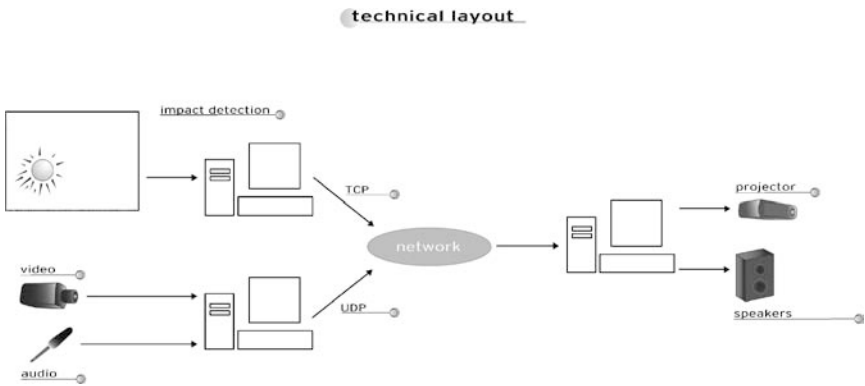 technical layout
impact detection
TCP
projector
network
video
UDP
speakers
audio